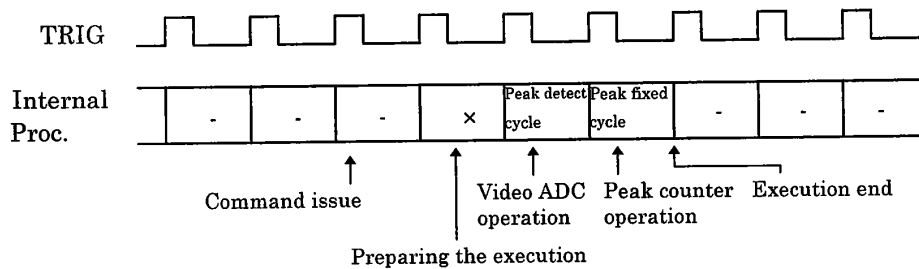 TRIG
Internal Proc.
- - - × Peak detect cycle Peak fixed cycle - - -
Command issue
Video ADC operation
Peak counter operation
Execution end
Preparing the execution